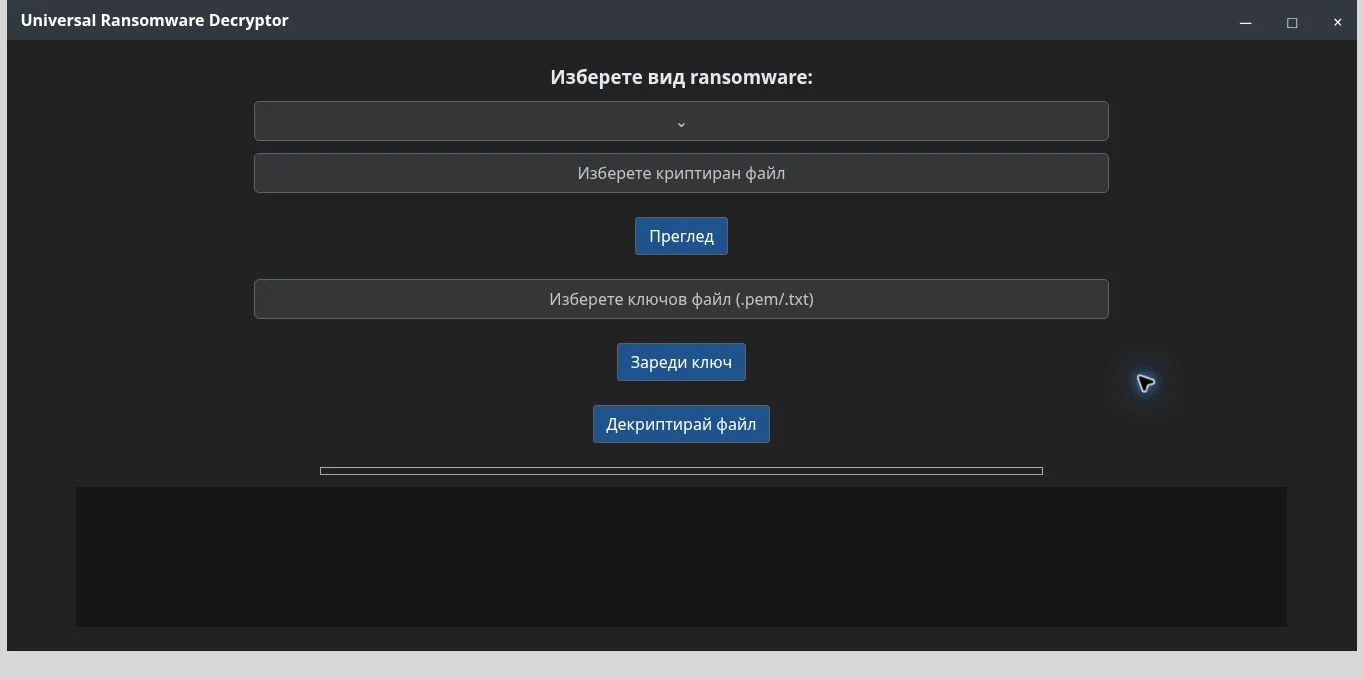 Universal Ransomware Decryptor
Изберете вид ransomware:
Изберете криптиран файл
Преглед
Изберете ключов файл (.pem/.txt)
Зареди ключ
Декриптирай файл